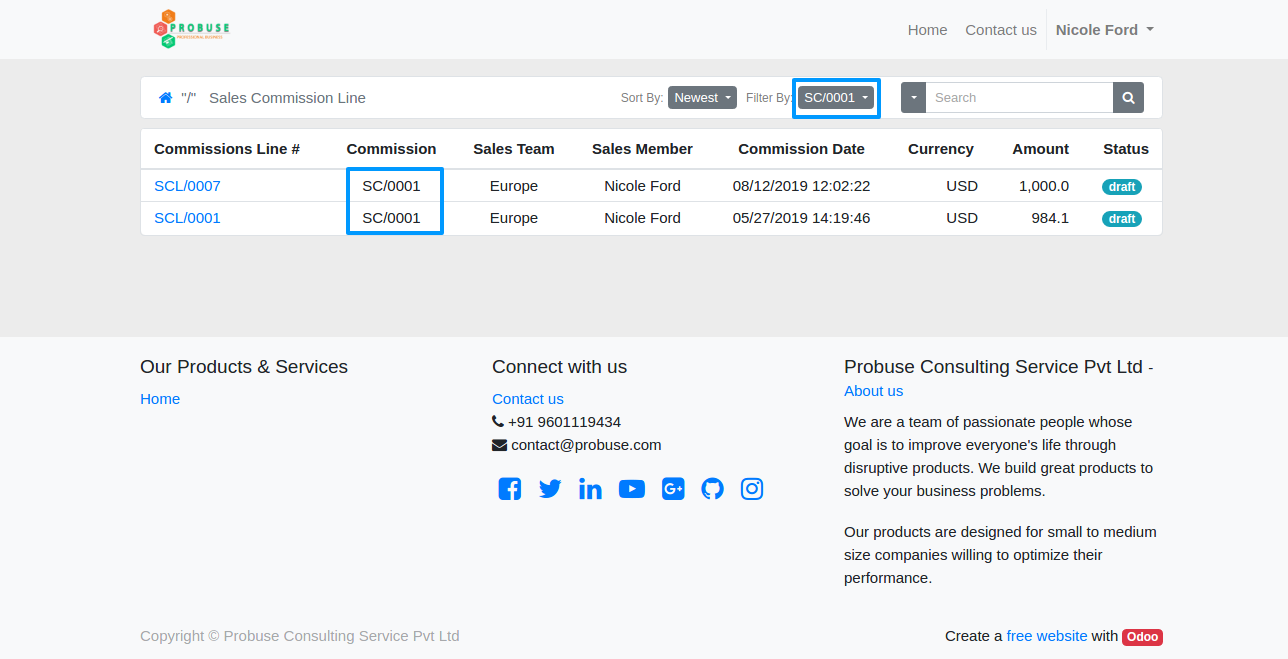 PROBUSE
PROFESSIONAL BUSINESS
Home Contact us Nicole Ford
"/" Sales Commission Line Sort By: Newest Filter By: SC/0001 Search
Commissions Line # Commission Sales Team Sales Member Commission Date Currency Amount Status
SCL/0007 SC/0001 Europe Nicole Ford 08/12/2019 12:02:22 USD 1,000.0 draft
SCL/0001 SC/0001 Europe Nicole Ford 05/27/2019 14:19:46 USD 984.1 draft
Our Products & Services
Home
Connect with us
Contact us
+91 9601119434
contact@probuse.com
Probuse Consulting Service Pvt Ltd -
About us
We are a team of passionate people whose
goal is to improve everyone's life through
disruptive products. We build great products to
solve your business problems.
Our products are designed for small to medium
size companies willing to optimize their
performance.
Copyright © Probuse Consulting Service Pvt Ltd
Create a free website with Odoo